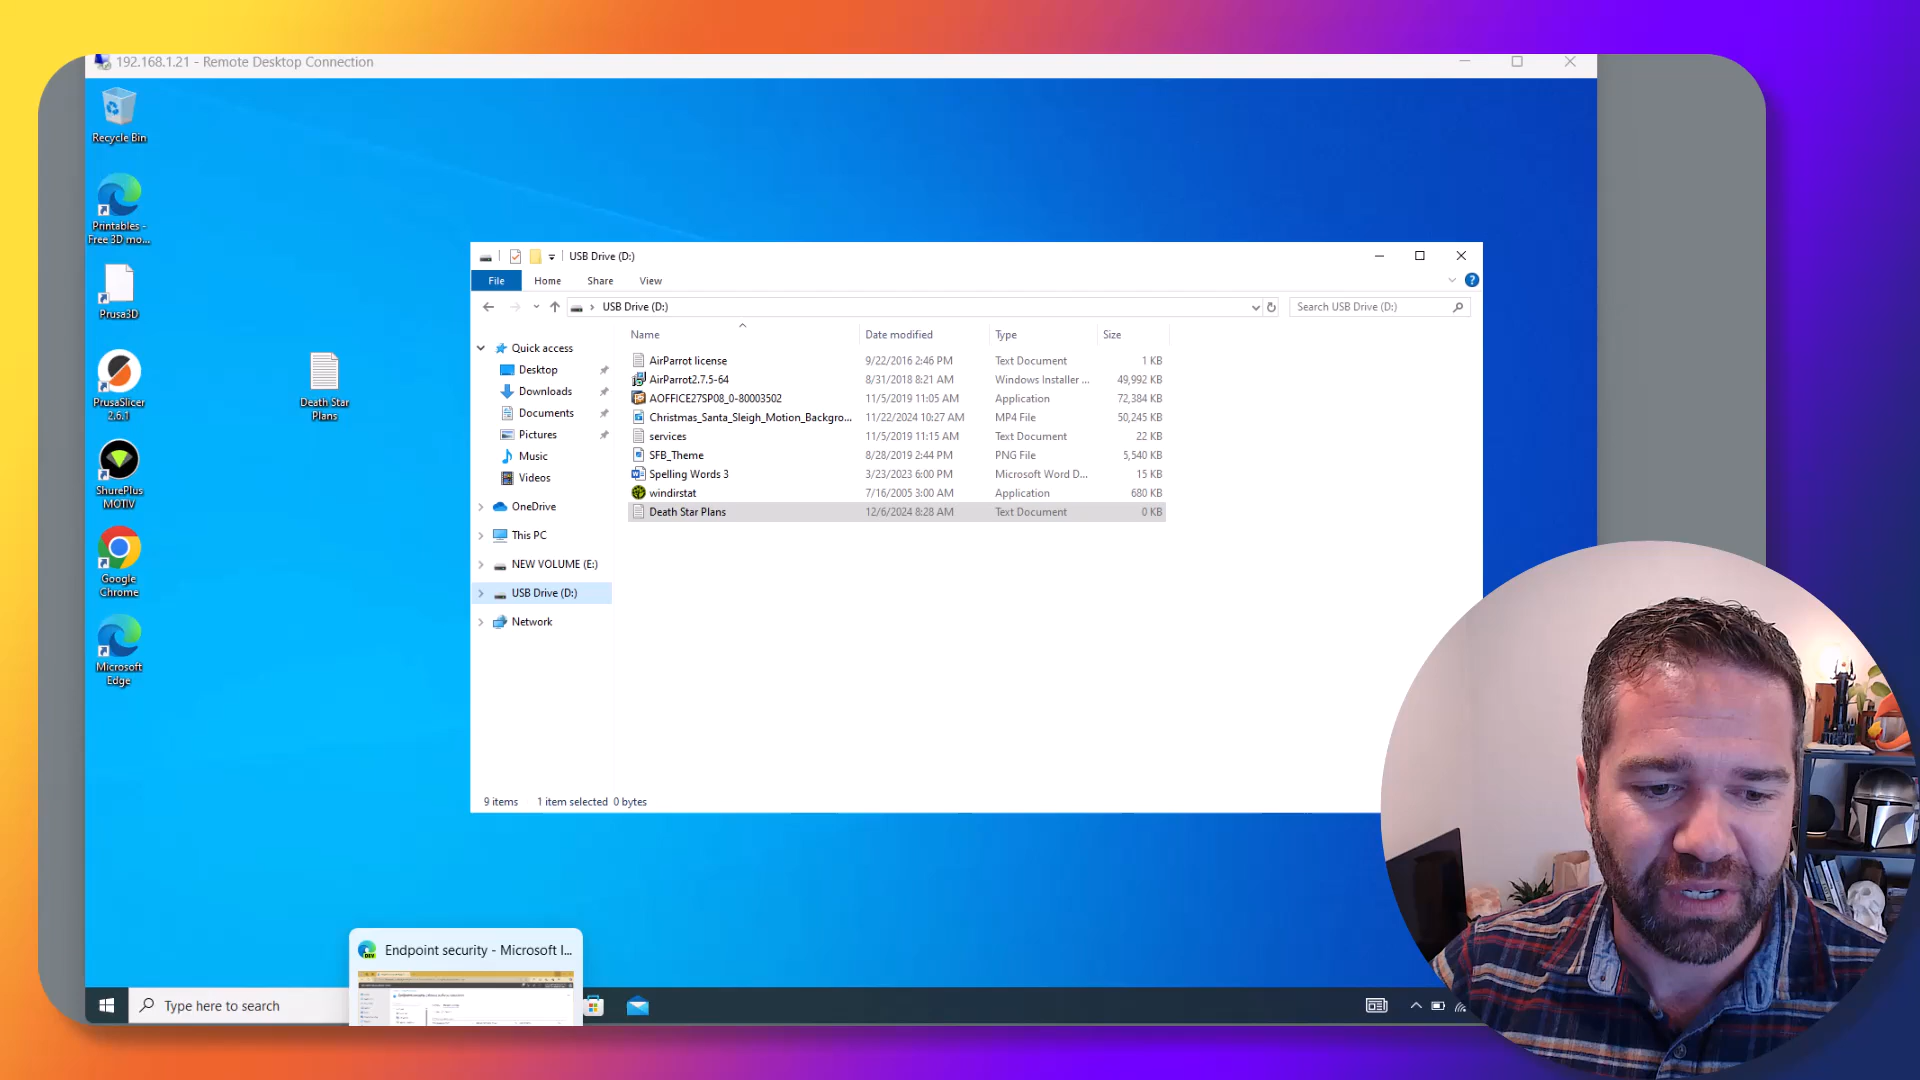 192.168.1.21 - Remote Desktop Connection
Recycle Bin
Printables -
Free 3D mo...
Prusa3D
PrusaSlicer
2.6.1
ShurePlus
MOTIV
Google
Chrome
Microsoft
Edge
Death Star
Plans
USB Drive (D:)
File Home Share View
USB Drive (D:)
Search USB Drive (D:)
Quick access
Desktop
Downloads
Documents
Pictures
Music
Videos
OneDrive
This PC
NEW VOLUME (E:)
USB Drive (D:)
Network
Name Date modified Type Size
AirParrot license 9/22/2016 2:46 PM Text Document 1 KB
AirParrot2.7.5-64 8/31/2018 8:21 AM Windows Installer ... 49,992 KB
AOFFICE27SP08_0-80003502 11/5/2019 11:05 AM Application 72,384 KB
Christmas_Santa_Sleigh_Motion_Backgro... 11/22/2024 10:27 AM MP4 File 50,245 KB
services 11/5/2019 11:15 AM Text Document 22 KB
SFB_Theme 8/28/2019 2:44 PM PNG File 5,540 KB
Spelling Words 3 3/23/2023 6:00 PM Microsoft Word D... 15 KB
windirstat 7/16/2005 3:00 AM Application 680 KB
Death Star Plans 12/6/2024 8:28 AM Text Document 0 KB
9 items 1 item selected 0 bytes
Endpoint security - Microsoft I...
Type here to search